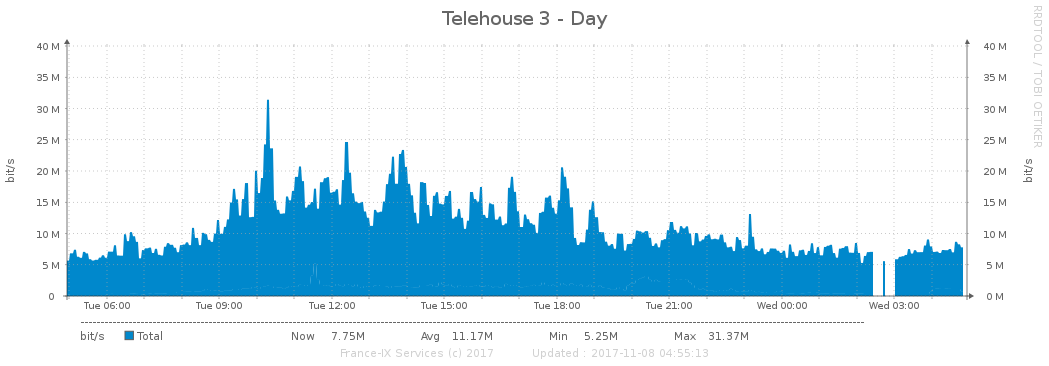 Telehouse 3 - Day
RRDTOOL / TOBI OETIKER
bit/s
40 M 40 M
35 M 35 M
30 M 30 M
25 M 25 M
20 M 20 M
15 M 15 M
10 M 10 M
5 M 5 M
0 0 M
bit/s
Tue 06:00 Tue 09:00 Tue 12:00 Tue 15:00 Tue 18:00 Tue 21:00 Wed 00:00 Wed 03:00
bit/s Total Now 7.75M Avg 11.17M Min 5.25M Max 31.37M
France-IX Services (c) 2017 Updated : 2017-11-08 04:55:13